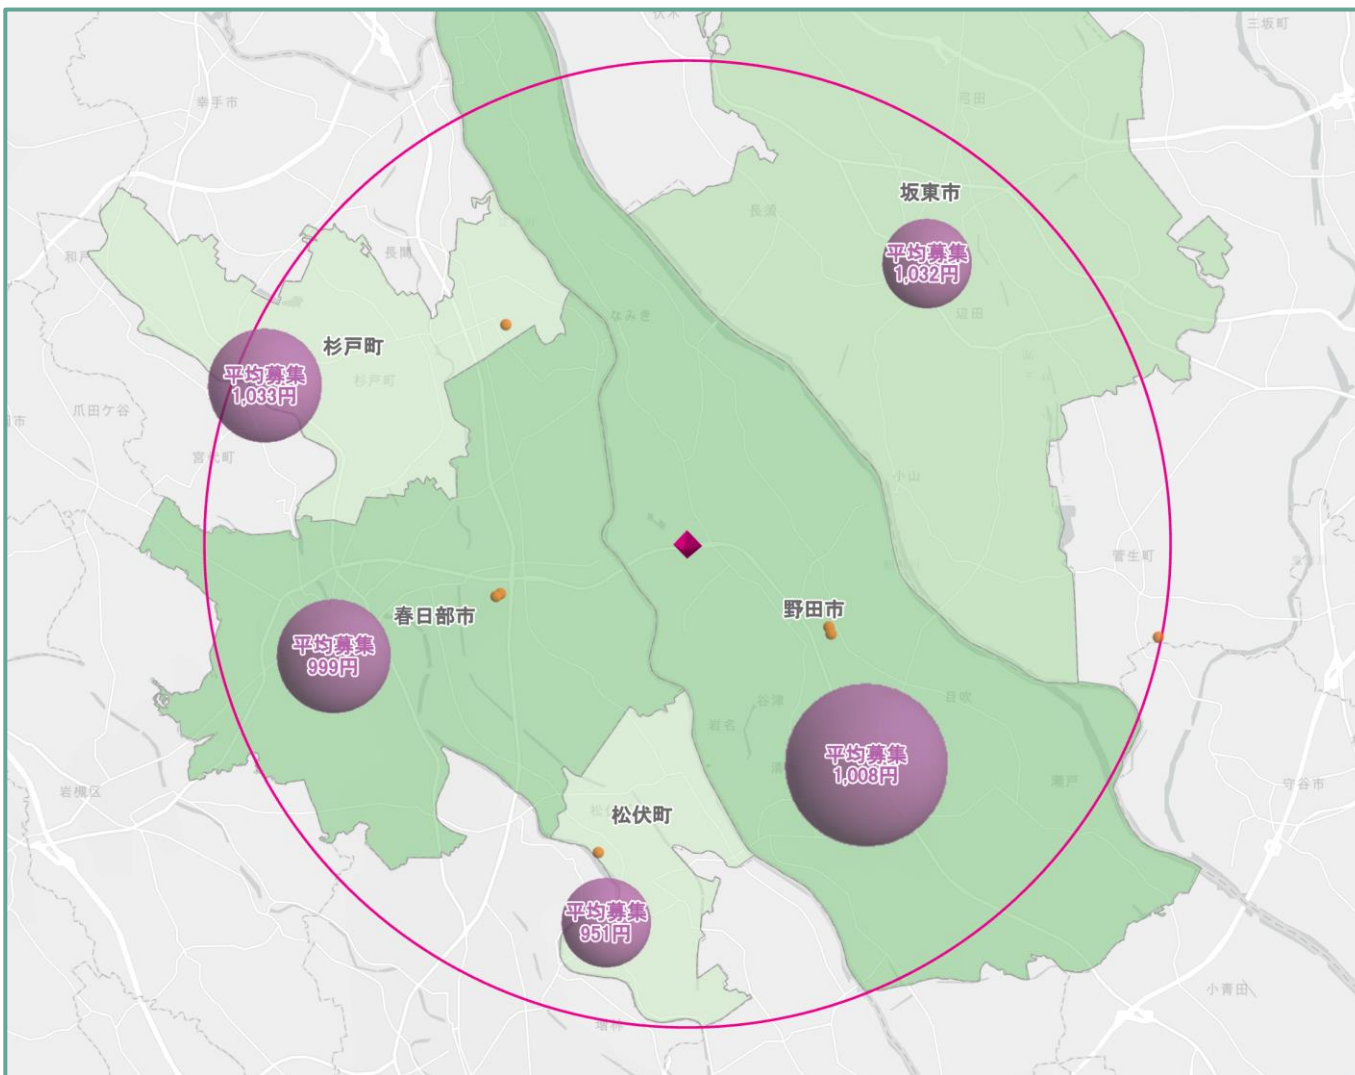 三坂町
幸手市
弓田
坂東市
長須
平均募集
1,032円
長間
和戸
辺田
なみき
杉戸町
平均募集
1,033円
杉戸町
爪田ケ谷
宮代町
小山
菅生町
春日部市
野田市
平均募集
999円
谷津
目吹
岩名
平均募集
1,008円
瀬戸
守谷市
岩槻区
松伏町
平均募集
951円
小青田
増林